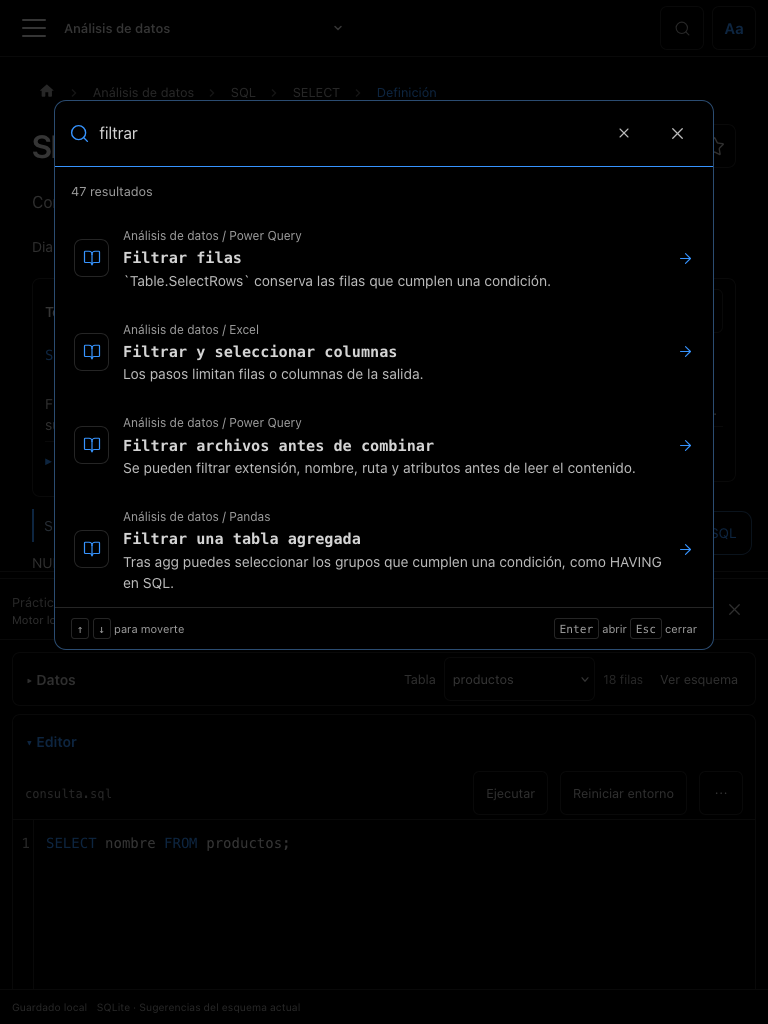 Análisis de datos
Aa
Análisis de datos > SQL > SELECT > Definición
filtrar
47 resultados
Análisis de datos / Power Query
Filtrar filas
`Table.SelectRows` conserva las filas que cumplen una condición.
Análisis de datos / Excel
Filtrar y seleccionar columnas
Los pasos limitan filas o columnas de la salida.
Análisis de datos / Power Query
Filtrar archivos antes de combinar
Se pueden filtrar extensión, nombre, ruta y atributos antes de leer el contenido.
Análisis de datos / Pandas
Filtrar una tabla agregada
Tras agg puedes seleccionar los grupos que cumplen una condición, como HAVING
en SQL.
↑ ↓ para moverte Enter abrir Esc cerrar
SQL
NU
Datos Tabla productos 18 filas Ver esquema
Editor
consulta.sql Ejecutar Reiniciar entorno ...
1 SELECT nombre FROM productos;
Guardado local SQLite · Sugerencias del esquema actual